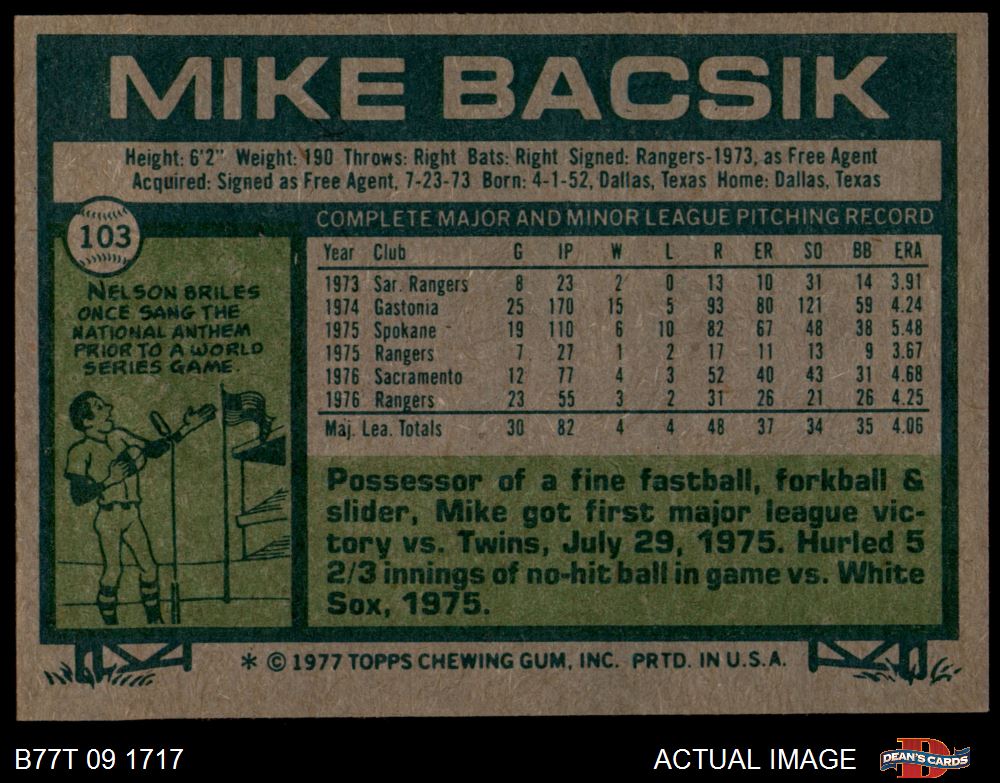 MIKE BACSIK
Height: 6'2" Weight: 190 Throws: Right Bats: Right Signed: Rangers-1973, as Free Agent
Acquired: Signed as Free Agent, 7-23-73 Born: 4-1-52, Dallas, Texas Home: Dallas, Texas
103
NELSON BRILES
ONCE SANG THE
NATIONAL ANTHEM
PRIOR TO A WORLD
SERIES GAME.
COMPLETE MAJOR AND MINOR LEAGUE PITCHING RECORD
Year Club G IP W L R ER SO BB ERA
1973 Sar. Rangers 8 23 2 0 13 10 31 14 3.91
1974 Gastonia 25 170 15 5 93 80 121 59 4.24
1975 Spokane 19 110 6 10 82 67 48 38 5.48
1975 Rangers 7 27 1 2 17 11 13 9 3.67
1976 Sacramento 12 77 4 3 52 40 43 31 4.68
1976 Rangers 23 55 3 2 31 26 21 26 4.25
Maj. Lea. Totals 30 82 4 4 48 37 34 35 4.06
Possessor of a fine fastball, forkball &
slider, Mike got first major league vic-
tory vs. Twins, July 29, 1975. Hurled 5
2/3 innings of no-hit ball in game vs. White
Sox, 1975.
* © 1977 TOPPS CHEWING GUM, INC. PRTD. IN U.S.A.
B77T 09 1717 ACTUAL IMAGE DEAN'S CARDS